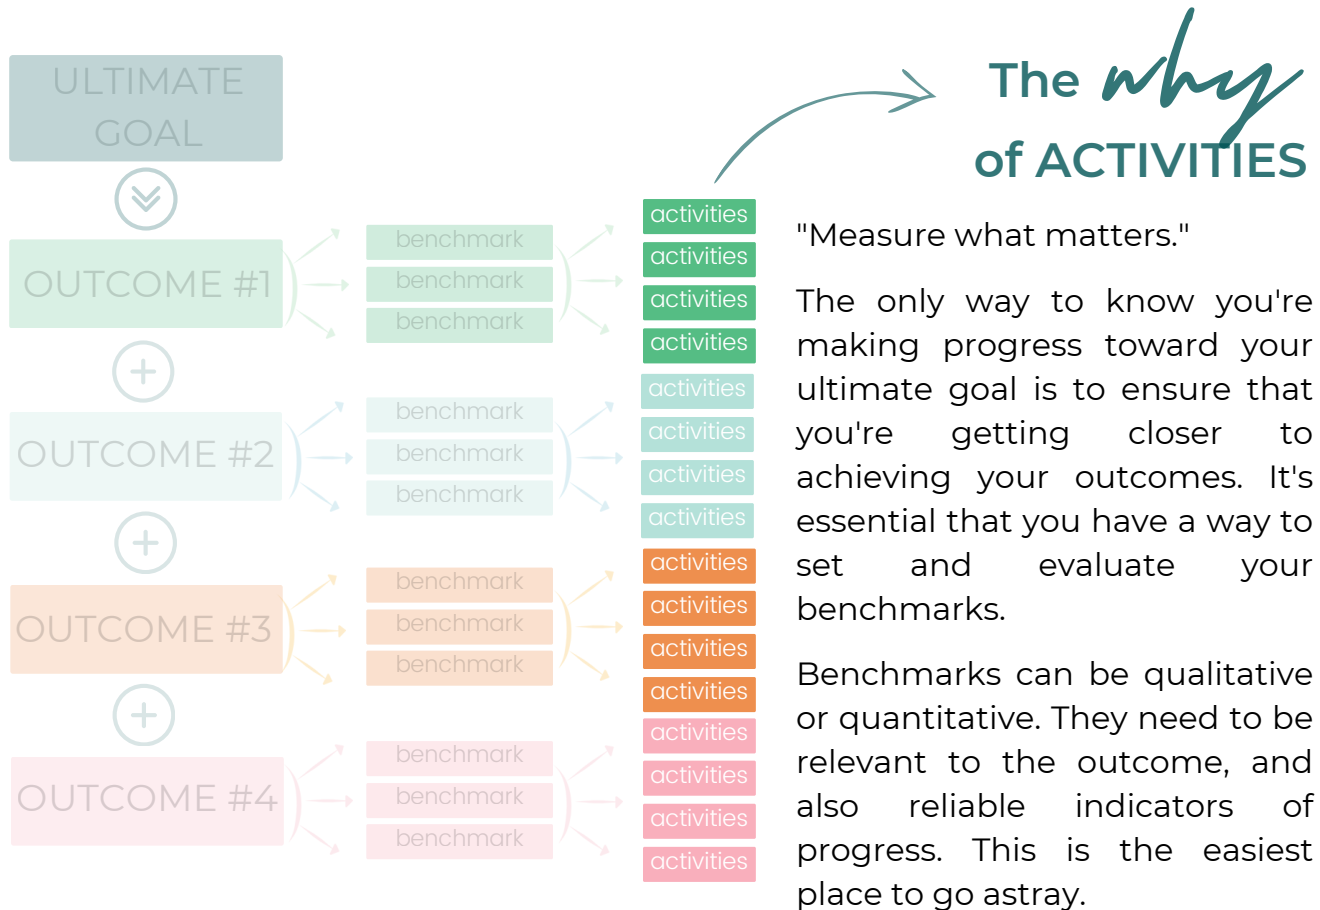 ULTIMATE
GOAL
OUTCOME #1
benchmark
benchmark
benchmark
activities
activities
activities
activities
OUTCOME #2
benchmark
benchmark
benchmark
activities
activities
activities
activities
OUTCOME #3
benchmark
benchmark
benchmark
activities
activities
activities
activities
OUTCOME #4
benchmark
benchmark
benchmark
activities
activities
activities
activities
The why
of ACTIVITIES
"Measure what matters."
The only way to know you're
making progress toward your
ultimate goal is to ensure that
you're getting closer to
achieving your outcomes. It's
essential that you have a way to
set and evaluate your
benchmarks.
Benchmarks can be qualitative
or quantitative. They need to be
relevant to the outcome, and
also reliable indicators of
progress. This is the easiest
place to go astray.